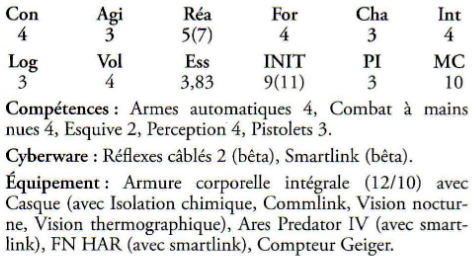 Con Agi Réa For Cha Int
4 3 5(7) 4 3 4
Log Vol Ess INIT PI MC
3 4 3,83 9(11) 3 10
Compétences : Armes automatiques 4, Combat à mains
nues 4, Esquive 2, Perception 4, Pistolets 3.
Cyberware : Réflexes câblés 2 (bêta), Smartlink (bêta).
Équipement : Armure corporelle intégrale (12/10) avec
Casque (avec Isolation chimique, Commlink, Vision noctur-
ne, Vision thermographique), Ares Predator IV (avec smart-
link), FN HAR (avec smartlink), Compteur Geiger.